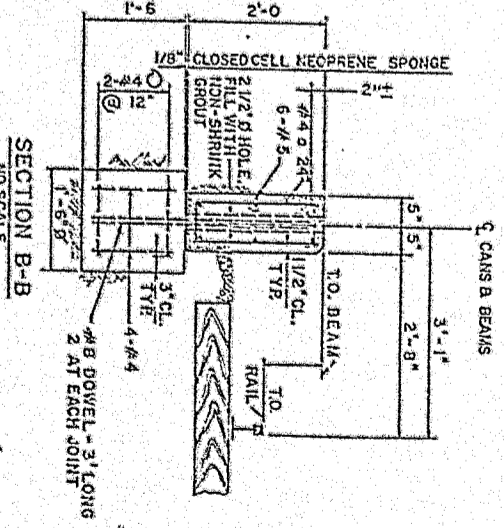 1'-6
2'-0
1/8" CLOSED CELL NEOPRENE SPONGE
2"±
2-#4
@ 12"
2 1/2" Ø HOLE
FILL WITH
NON-SHRINK
GROUT
#4 @ 24"
6-#5
5" 5"
2'-8"
3'-1"
℄ CANS & BEAMS
T.O. BEAM
T.O.
RAIL
1 1/2" CL.
TYP.
3" CL.
TYP.
4-#4
1'-6" Ø
#8 DOWEL - 3' LONG
2 AT EACH JOINT
SECTION B-B
NO SCALE